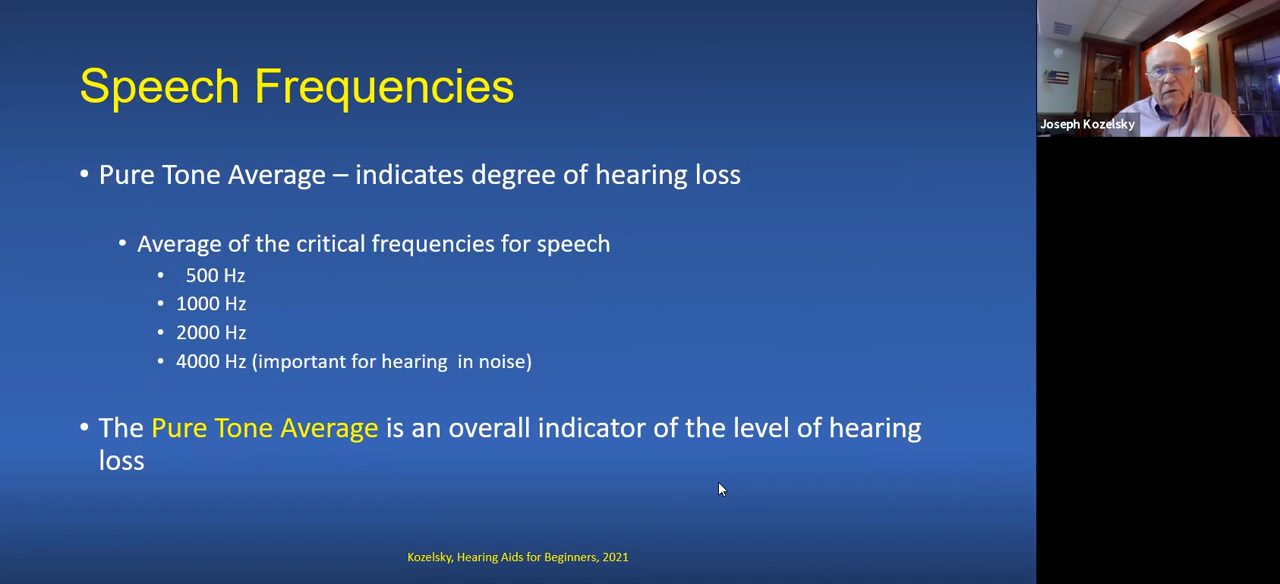 Speech Frequencies
• Pure Tone Average – indicates degree of hearing loss
• Average of the critical frequencies for speech
• 500 Hz
• 1000 Hz
• 2000 Hz
• 4000 Hz (important for hearing in noise)
• The Pure Tone Average is an overall indicator of the level of hearing
loss
Kozelsky, Hearing Aids for Beginners, 2021
Joseph Kozelsky